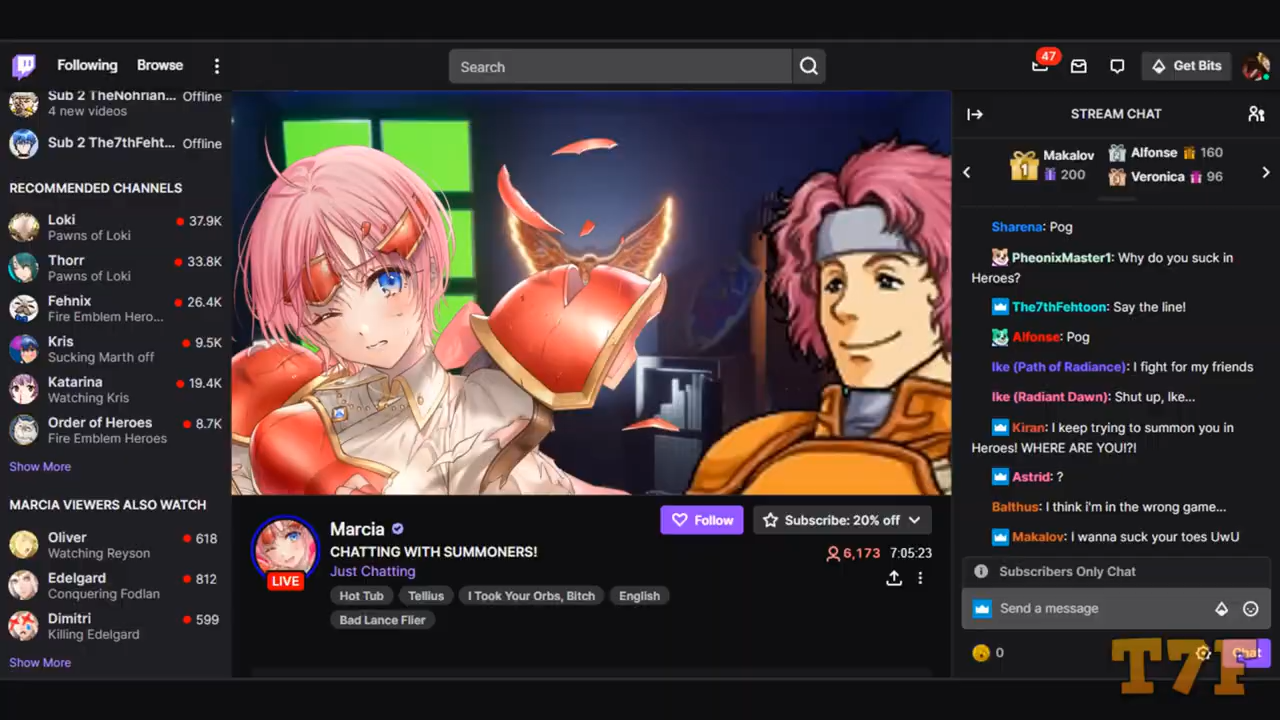 Following Browse
Search
47
Get Bits
Sub 2 TheNohrian... Offline
4 new videos
Sub 2 The7thFeht... Offline
RECOMMENDED CHANNELS
Loki 37.9K
Pawns of Loki
Thorr 33.8K
Pawns of Loki
Fehnix 26.4K
Fire Emblem Hero...
Kris 9.5K
Sucking Marth off
Katarina 19.4K
Watching Kris
Order of Heroes 8.7K
Fire Emblem Heroes
Show More
MARCIA VIEWERS ALSO WATCH
Oliver 618
Watching Reyson
Edelgard 812
Conquering Fodlan
Dimitri 599
Killing Edelgard
Show More
Marcia
LIVE
CHATTING WITH SUMMONERS!
Just Chatting
Hot Tub Tellius I Took Your Orbs, Bitch English
Bad Lance Flier
Follow
Subscribe: 20% off
6,173 7:05:23
STREAM CHAT
1 Makalov 200
2 Alfonse 160
3 Veronica 96
Sharena: Pog
PheonixMaster1: Why do you suck in
Heroes?
The7thFehtoon: Say the line!
Alfonse: Pog
Ike (Path of Radiance): I fight for my friends
Ike (Radiant Dawn): Shut up, Ike...
Kiran: I keep trying to summon you in
Heroes! WHERE ARE YOU!?!
Astrid: ?
Balthus: I think i'm in the wrong game...
Makalov: I wanna suck your toes UwU
Subscribers Only Chat
Send a message
0
Chat
T7F